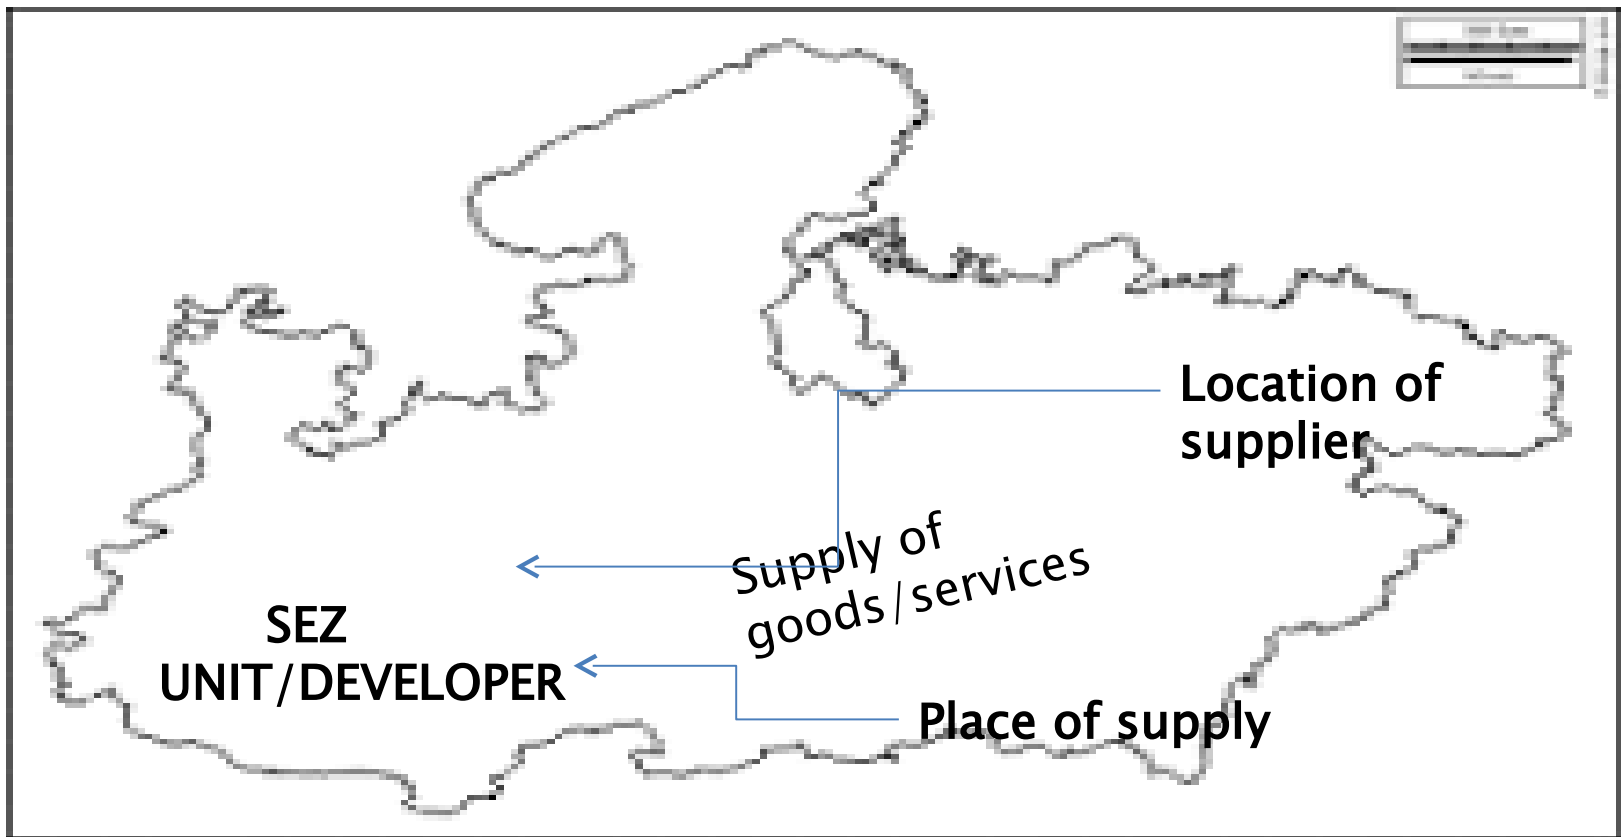 Location of
supplier
Supply of
goods/services
SEZ
UNIT/DEVELOPER
Place of supply